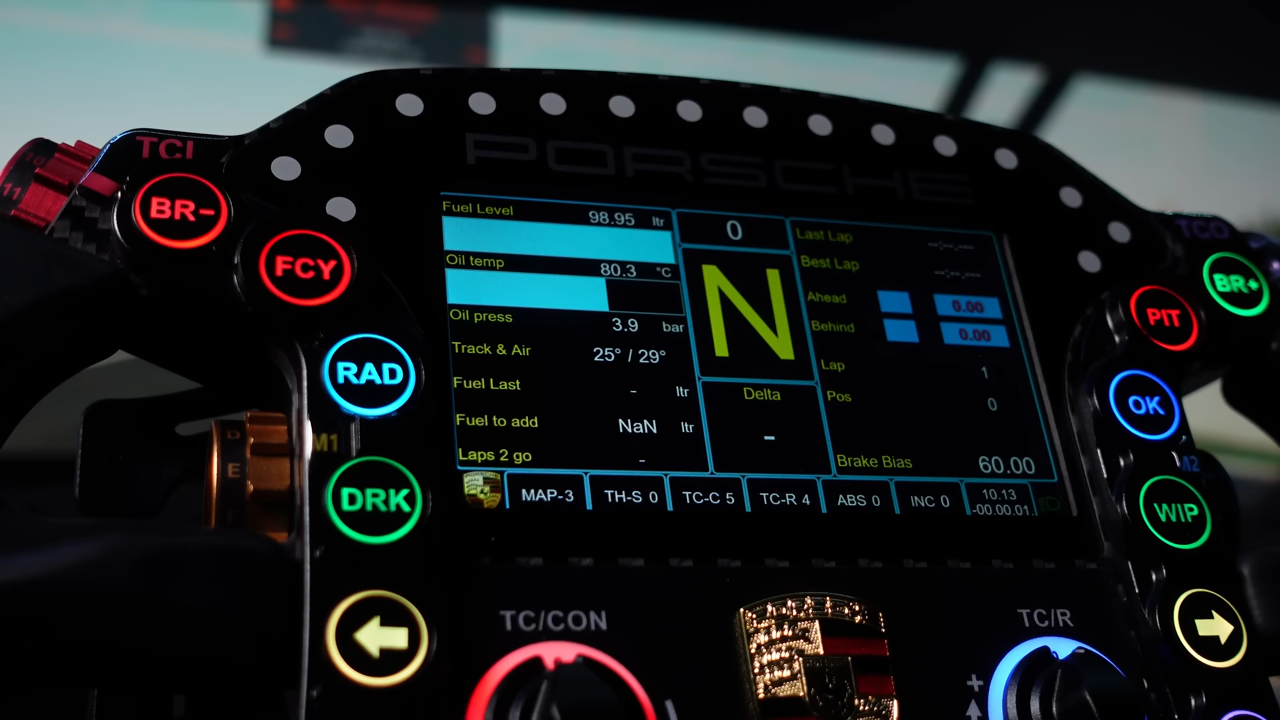 PORSCHE
TCI
TCO
BR-
BR+
FCY
PIT
RAD
OK
M1
M2
DRK
WIP
Fuel Level 98.95 ltr
Oil temp 80.3 °C
Oil press 3.9 bar
Track & Air 25° / 29°
Fuel Last - ltr
Fuel to add NaN ltr
Laps 2 go -
0
N
Delta
-
Last Lap --:--.---
Best Lap --:--.---
Ahead 0.00
Behind 0.00
Lap 1
Pos 0
Brake Bias 60.00
MAP-3 TH-S 0 TC-C 5 TC-R 4 ABS 0 INC 0 10.13
-00.00.01.
TC/CON
TC/R
+
11
D
E